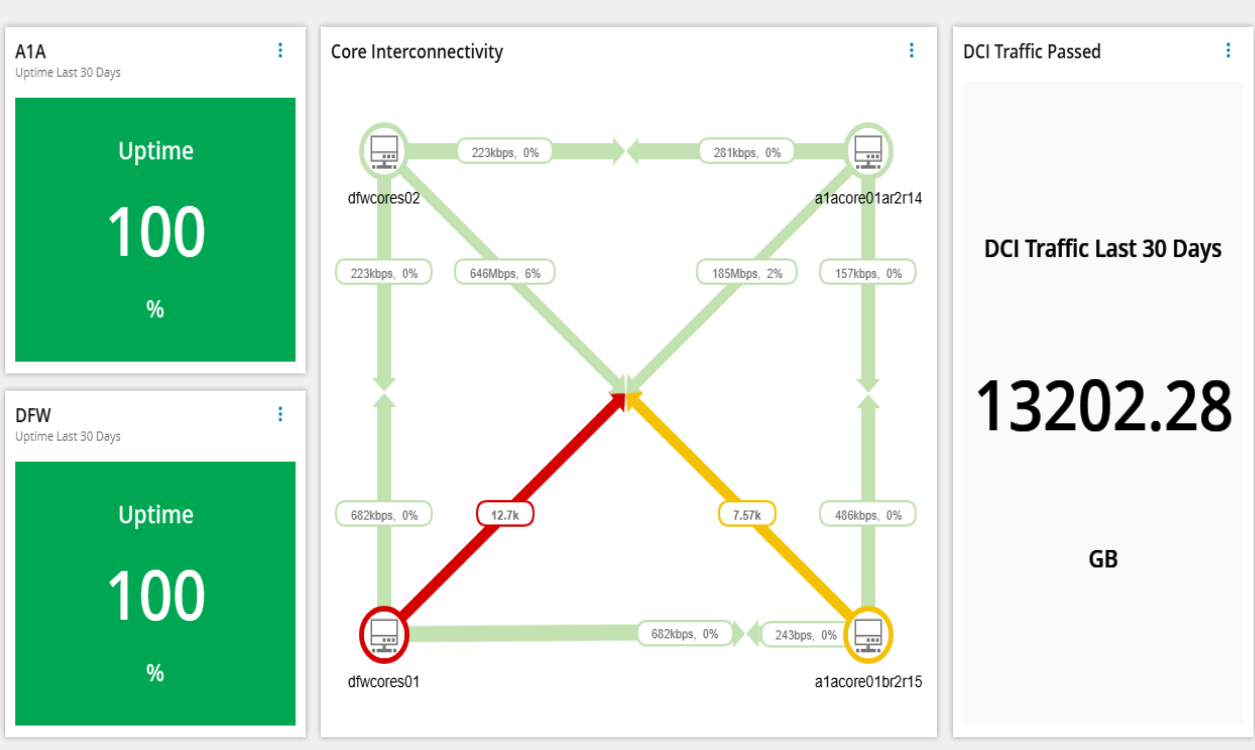 A1A
Uptime Last 30 Days
Uptime
100
%
DFW
Uptime Last 30 Days
Uptime
100
%
Core Interconnectivity
223kbps, 0%
281kbps, 0%
dfwcores02
a1acore01ar2r14
223kbps, 0%
646Mbps, 6%
185Mbps, 2%
157kbps, 0%
682kbps, 0%
12.7k
7.57k
486kbps, 0%
682kbps, 0%
243bps, 0%
dfwcores01
a1acore01br2r15
DCI Traffic Passed
DCI Traffic Last 30 Days
13202.28
GB